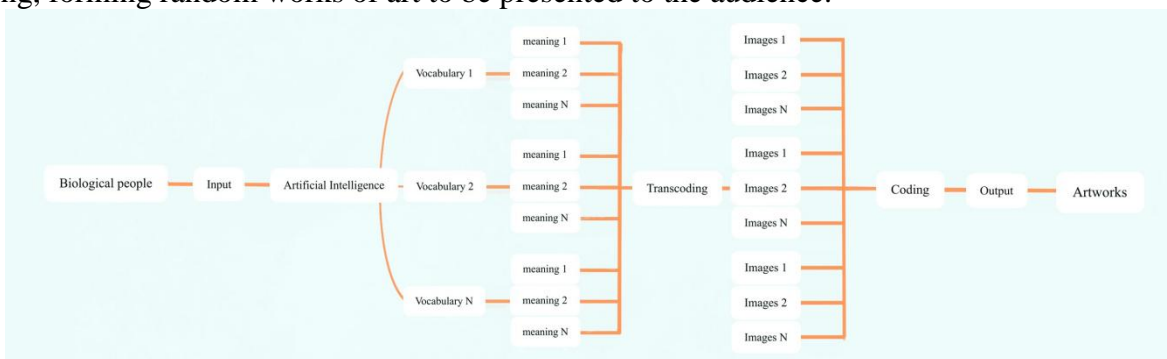 ng, forming random works of art to be presented to the audience.
Biological people
Input
Artificial Intelligence
Vocabulary 1
meaning 1
meaning 2
meaning N
Vocabulary 2
meaning 1
meaning 2
meaning N
Vocabulary N
meaning 1
meaning 2
meaning N
Transcoding
Images 1
Images 2
Images N
Images 1
Images 2
Images N
Images 1
Images 2
Images N
Coding
Output
Artworks